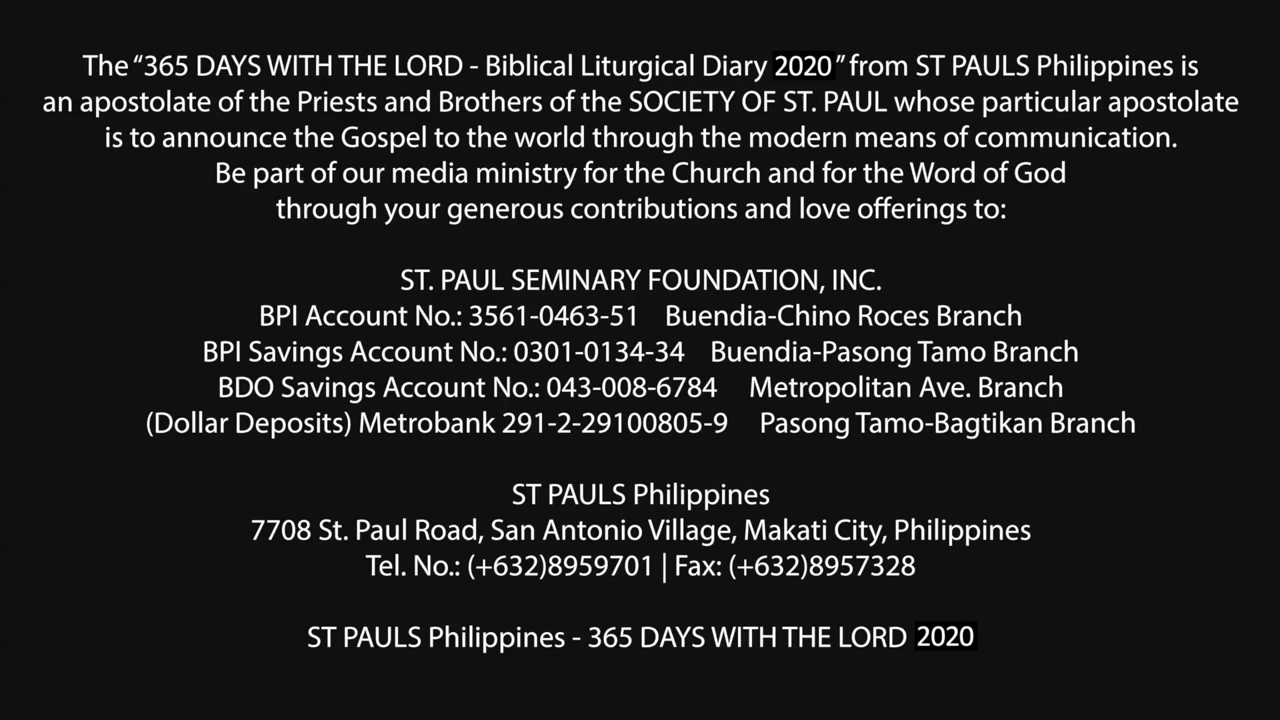 The “365 DAYS WITH THE LORD - Biblical Liturgical Diary 2020” from ST PAULS Philippines is
an apostolate of the Priests and Brothers of the SOCIETY OF ST. PAUL whose particular apostolate
is to announce the Gospel to the world through the modern means of communication.
Be part of our media ministry for the Church and for the Word of God
through your generous contributions and love offerings to:
ST. PAUL SEMINARY FOUNDATION, INC.
BPI Account No.: 3561-0463-51 Buendia-Chino Roces Branch
BPI Savings Account No.: 0301-0134-34 Buendia-Pasong Tamo Branch
BDO Savings Account No.: 043-008-6784 Metropolitan Ave. Branch
(Dollar Deposits) Metrobank 291-2-29100805-9 Pasong Tamo-Bagtikan Branch
ST PAULS Philippines
7708 St. Paul Road, San Antonio Village, Makati City, Philippines
Tel. No.: (+632)8959701 | Fax: (+632)8957328
ST PAULS Philippines - 365 DAYS WITH THE LORD 2020